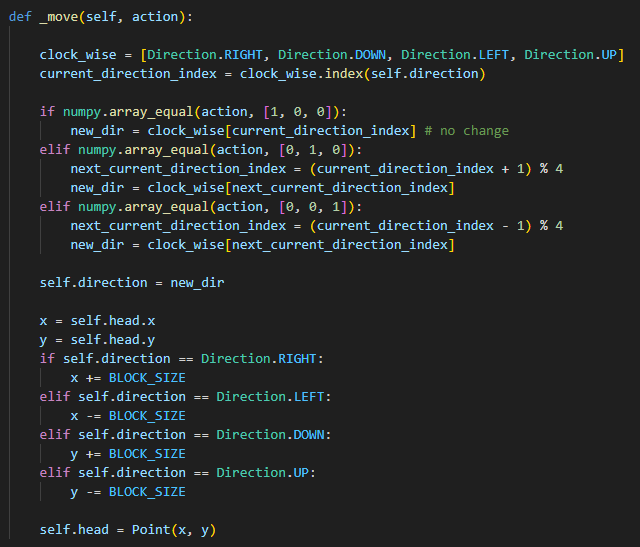 def _move(self, action):

    clock_wise = [Direction.RIGHT, Direction.DOWN, Direction.LEFT, Direction.UP]
    current_direction_index = clock_wise.index(self.direction)

    if numpy.array_equal(action, [1, 0, 0]):
        new_dir = clock_wise[current_direction_index] # no change
    elif numpy.array_equal(action, [0, 1, 0]):
        next_current_direction_index = (current_direction_index + 1) % 4
        new_dir = clock_wise[next_current_direction_index]
    elif numpy.array_equal(action, [0, 0, 1]):
        next_current_direction_index = (current_direction_index - 1) % 4
        new_dir = clock_wise[next_current_direction_index]

    self.direction = new_dir

    x = self.head.x
    y = self.head.y
    if self.direction == Direction.RIGHT:
        x += BLOCK_SIZE
    elif self.direction == Direction.LEFT:
        x -= BLOCK_SIZE
    elif self.direction == Direction.DOWN:
        y += BLOCK_SIZE
    elif self.direction == Direction.UP:
        y -= BLOCK_SIZE

    self.head = Point(x, y)